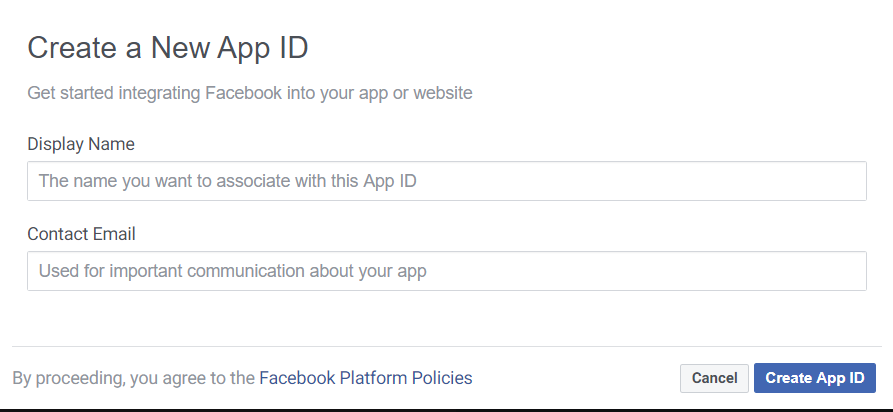 Create a New App ID
Get started integrating Facebook into your app or website
Display Name
The name you want to associate with this App ID
Contact Email
Used for important communication about your app
By proceeding, you agree to the Facebook Platform Policies
Cancel
Create App ID